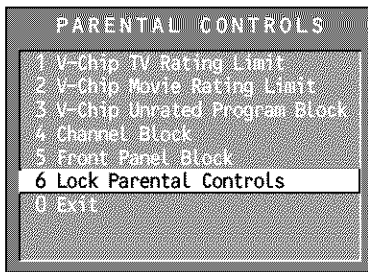 PARENTAL CONTROLS
1 V-Chip TV Rating Limit
2 V-Chip Movie Rating Limit
3 V-Chip Unrated Program Block
4 Channel Block
5 Front Panel Block
6 Lock Parental Controls
0 Exit